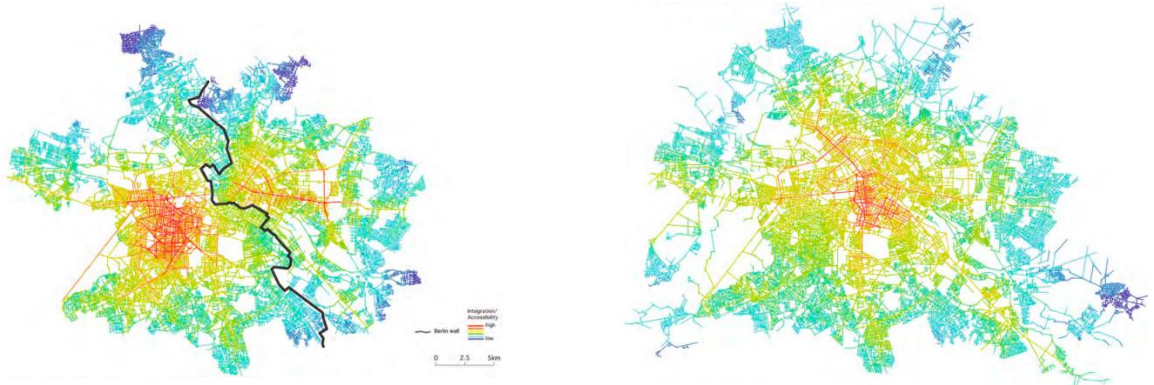 Integration/
Accessibility
high
low
Berlin wall
0 2.5 5km